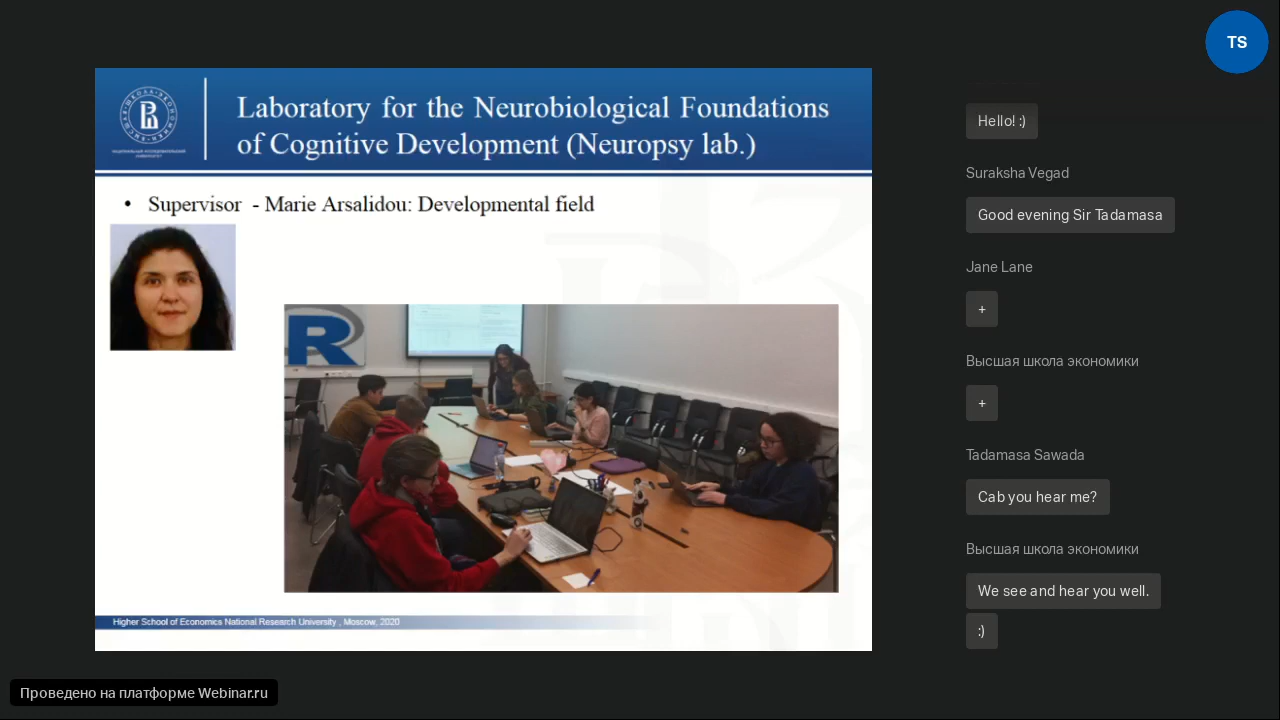 TS
Laboratory for the Neurobiological Foundations
of Cognitive Development (Neuropsy lab.)
• Supervisor - Marie Arsalidou: Developmental field
R
Higher School of Economics National Research University , Moscow, 2020
Hello! :)
Suraksha Vegad
Good evening Sir Tadamasa
Jane Lane
+
Высшая школа экономики
+
Tadamasa Sawada
Cab you hear me?
Высшая школа экономики
We see and hear you well.
:)
Проведено на платформе Webinar.ru